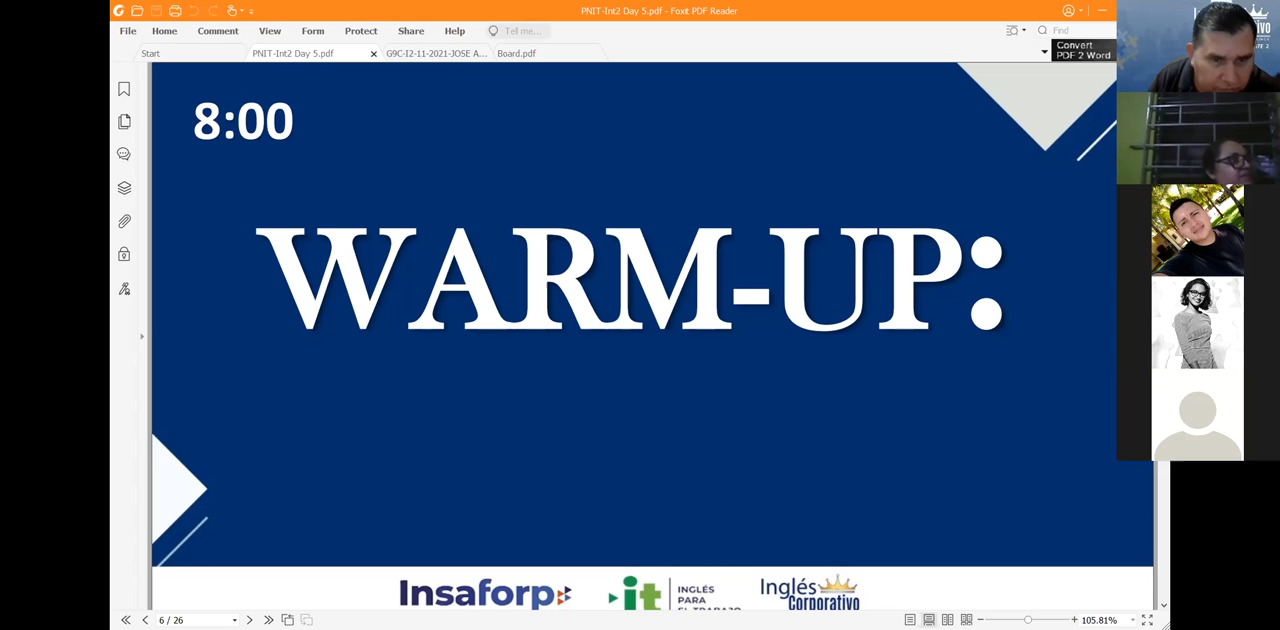 PNIT-Int2 Day 5.pdf - Foxit PDF Reader
File Home Comment View Form Protect Share Help Tell me... Find
Start PNIT-Int2 Day 5.pdf G9C-I2-11-2021-JOSE A... Board.pdf
Convert
PDF 2 Word
8:00
WARM-UP:
Insaforp
it
INGLÉS
PARA
EL TRABAJO
Inglés
Corporativo
6 / 26
105.81%